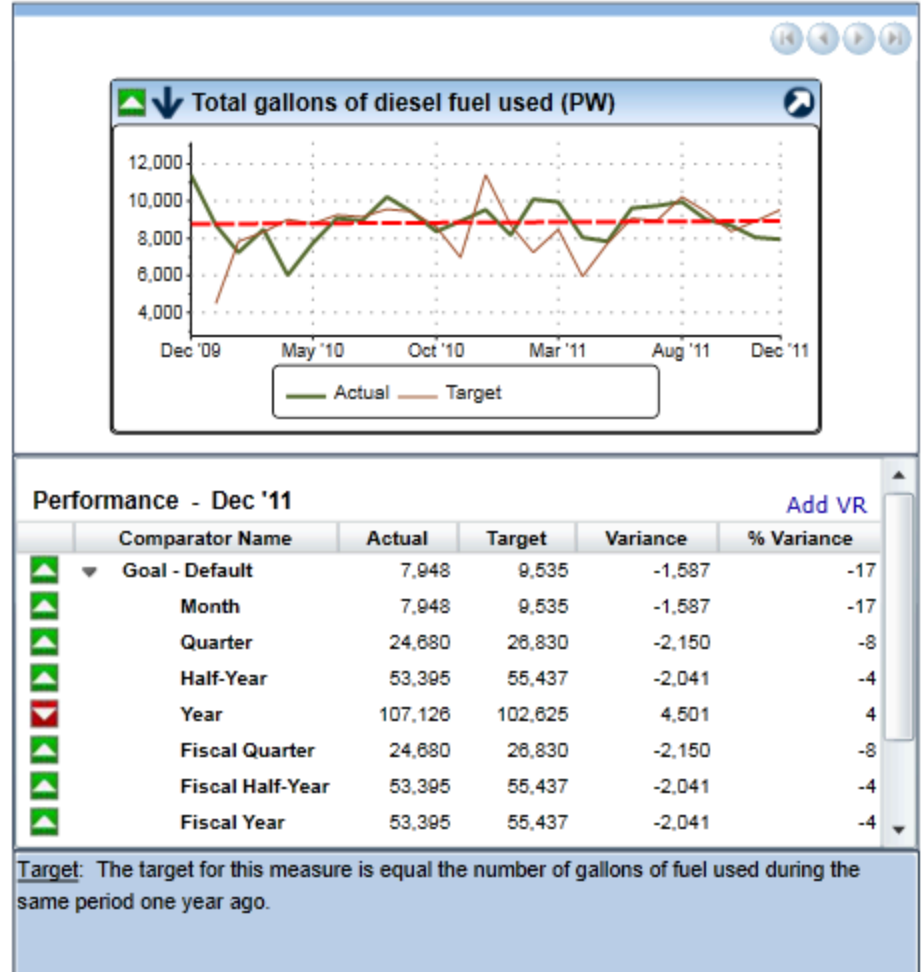 Total gallons of diesel fuel used (PW)
12,000
10,000
8,000
6,000
4,000
Dec '09 May '10 Oct '10 Mar '11 Aug '11 Dec '11
Actual Target
Performance - Dec '11 Add VR
Comparator Name Actual Target Variance % Variance
Goal - Default 7,948 9,535 -1,587 -17
Month 7,948 9,535 -1,587 -17
Quarter 24,680 26,830 -2,150 -8
Half-Year 53,395 55,437 -2,041 -4
Year 107,126 102,625 4,501 4
Fiscal Quarter 24,680 26,830 -2,150 -8
Fiscal Half-Year 53,395 55,437 -2,041 -4
Fiscal Year 53,395 55,437 -2,041 -4
Target: The target for this measure is equal the number of gallons of fuel used during the
same period one year ago.